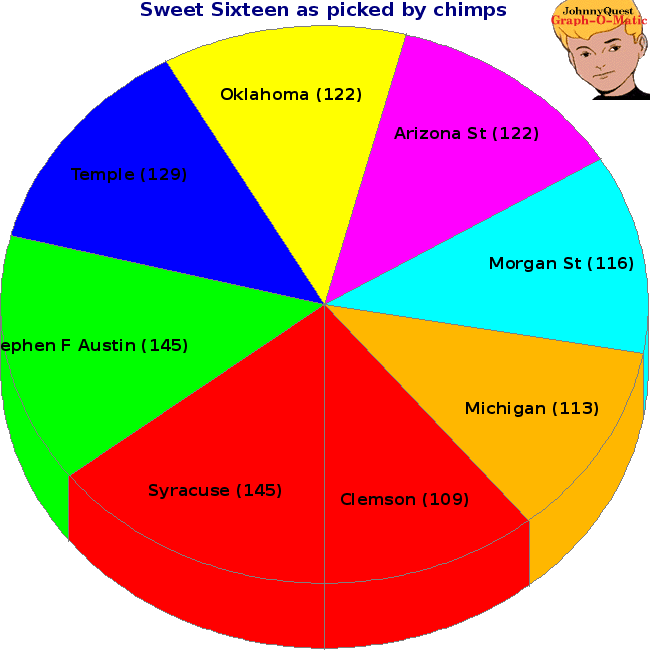 Sweet Sixteen as picked by chimps
JohnnyQuest
Graph-O-Matic
Oklahoma (122)
Arizona St (122)
Temple (129)
Morgan St (116)
ephen F Austin (145)
Michigan (113)
Syracuse (145)
Clemson (109)